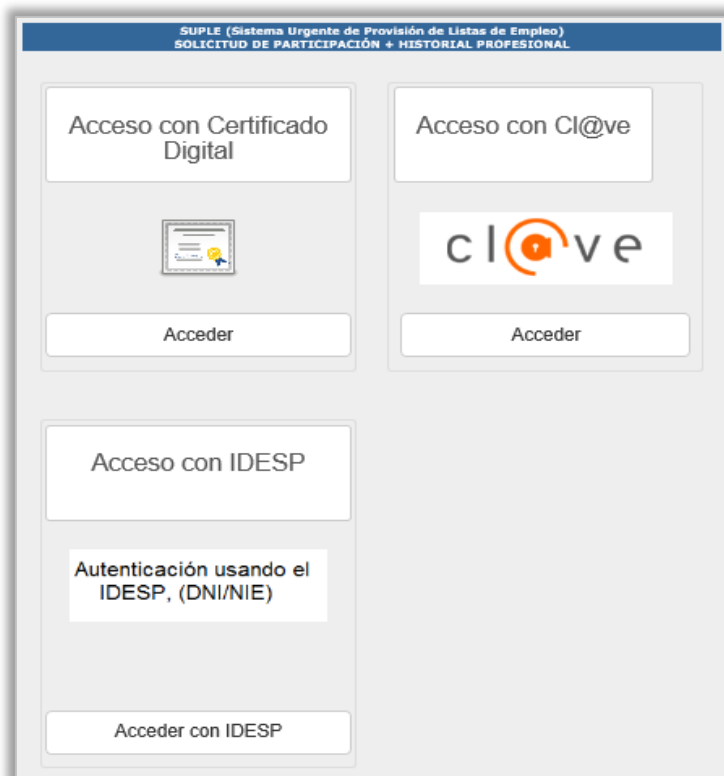 SUPLE (Sistema Urgente de Provisión de Listas de Empleo)
SOLICITUD DE PARTICIPACIÓN + HISTORIAL PROFESIONAL
Acceso con Certificado
Digital
Acceder
Acceso con Cl@ve
cl@ve
Acceder
Acceso con IDESP
Autenticación usando el
IDESP, (DNI/NIE)
Acceder con IDESP